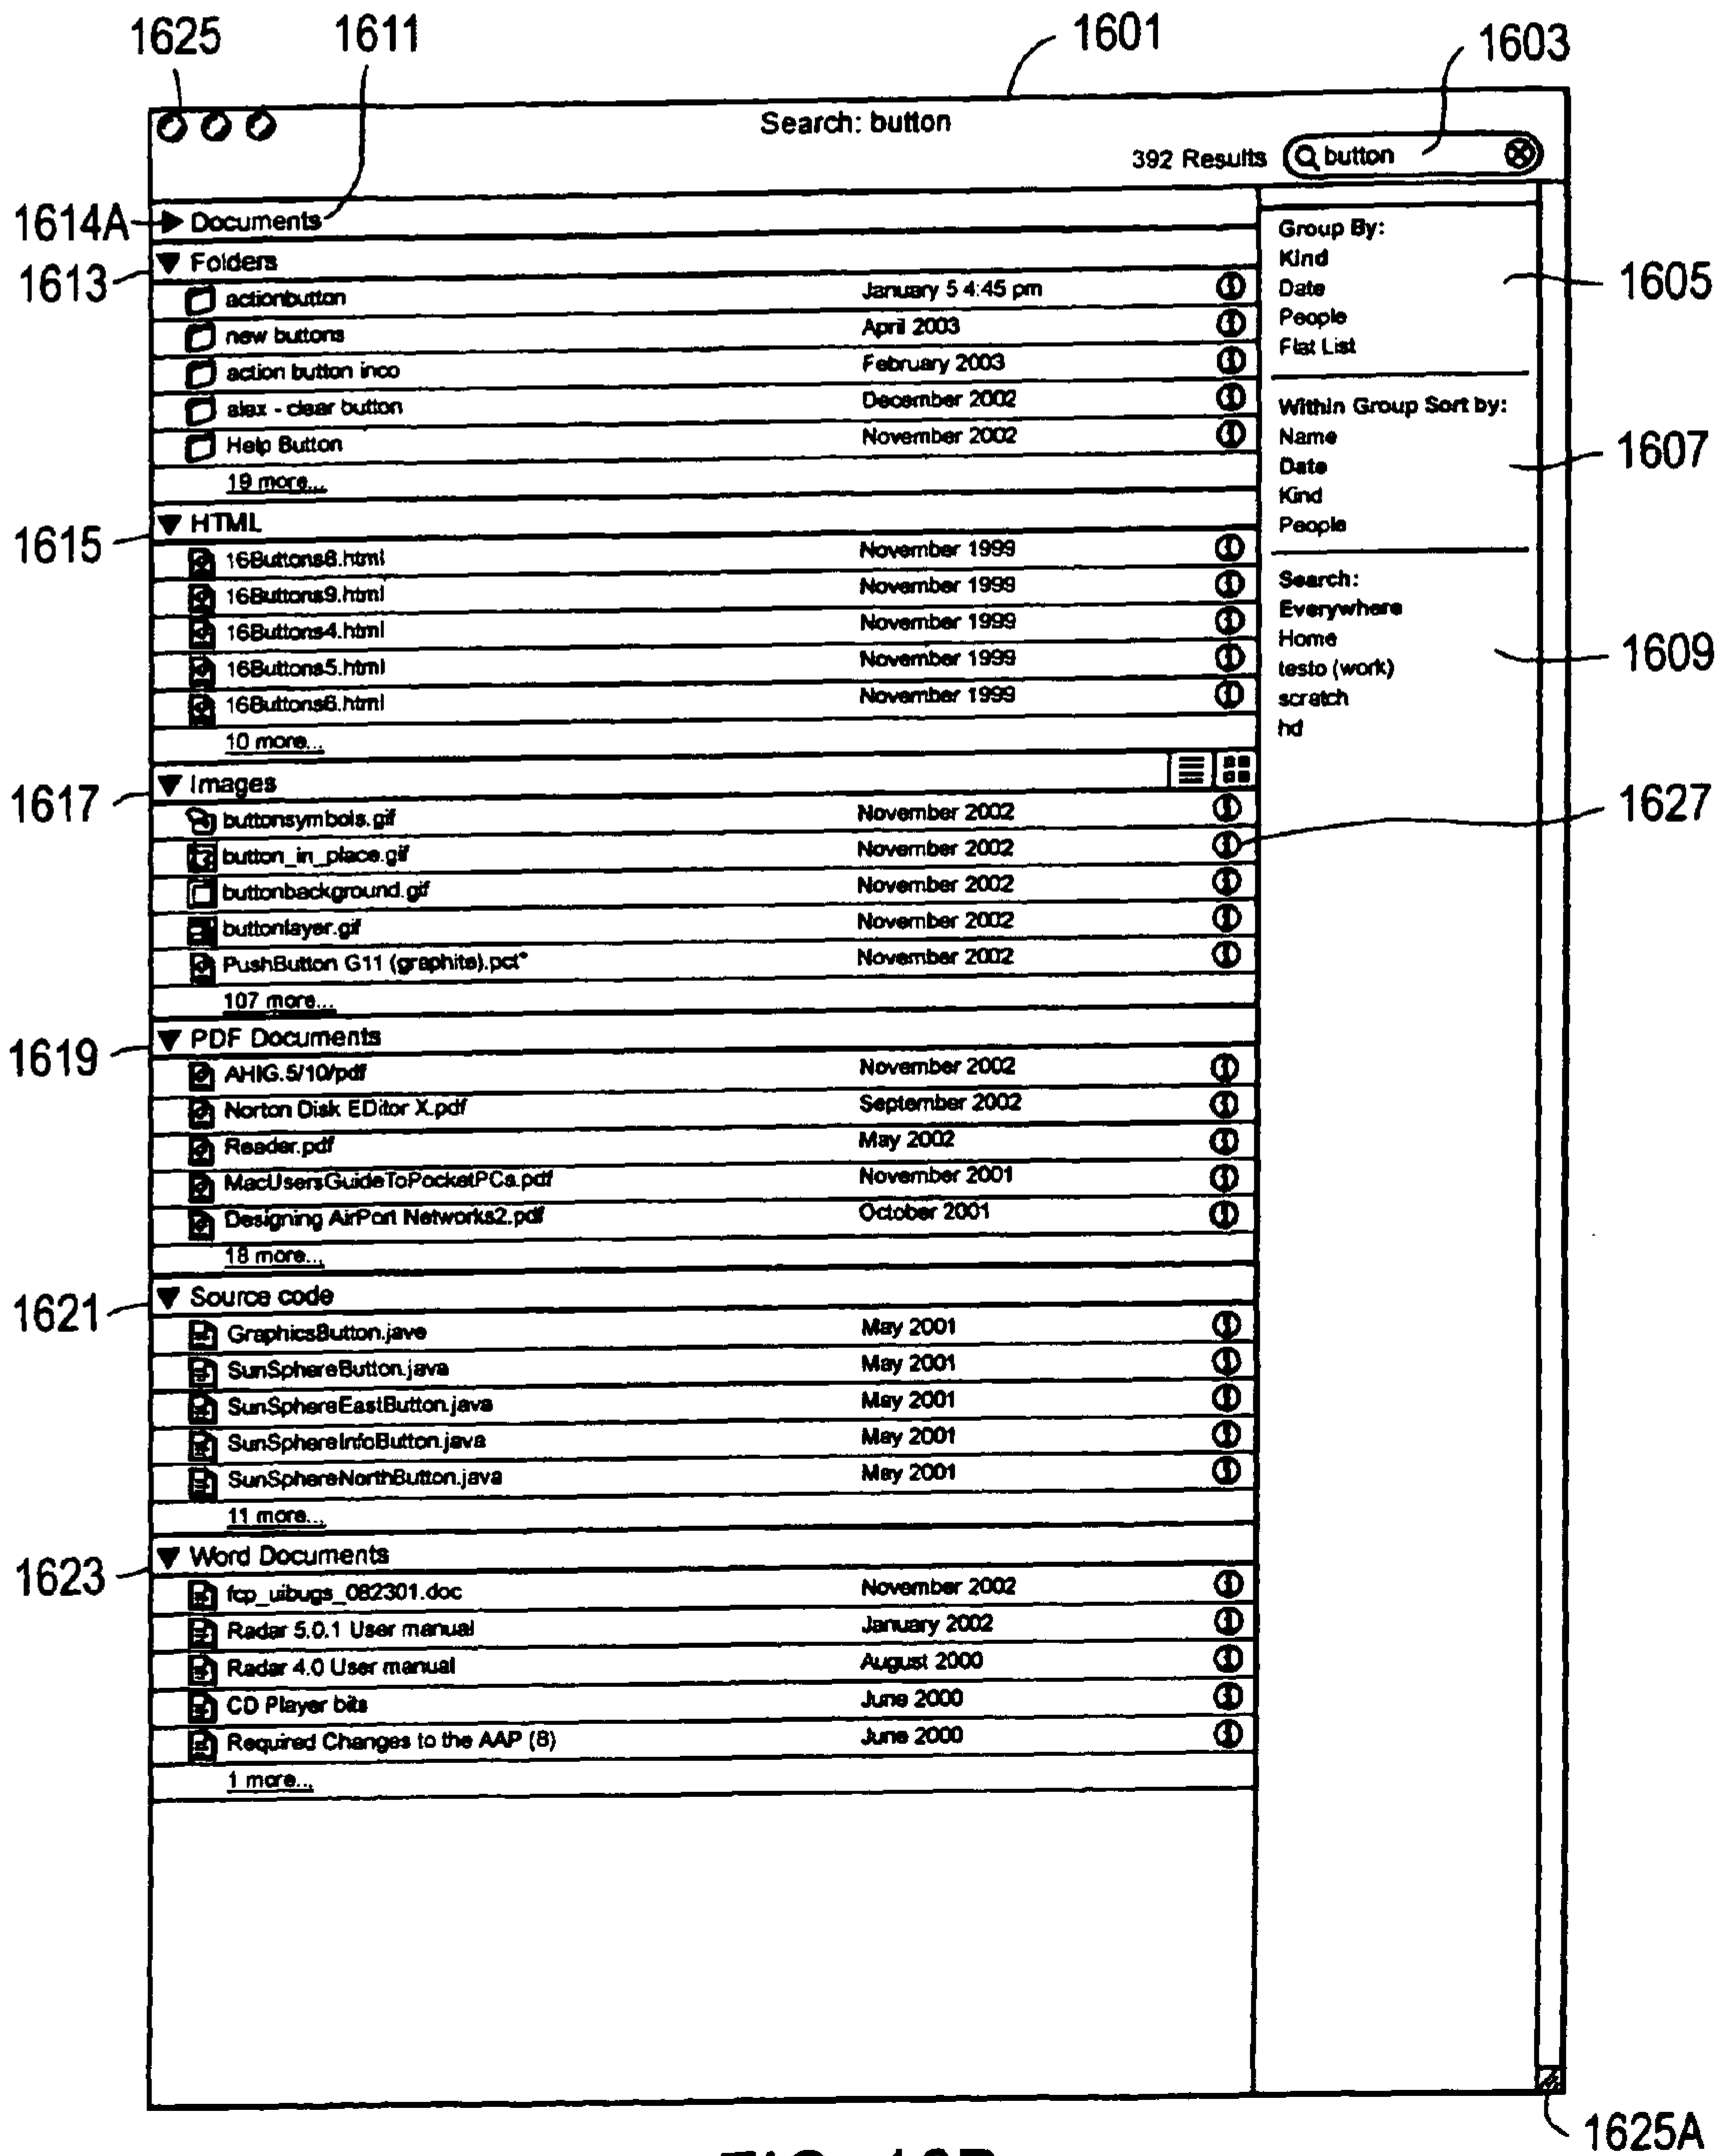 1625 1611 1601 1603
Search: button
392 Results button
1614A Documents
1613 Folders
actionbutton January 5 4:45 pm
new buttons April 2003
action button inco February 2003
alex - clear button December 2002
Help Button November 2002
19 more...
1615 HTML
16Buttons8.html November 1999
16Buttons9.html November 1999
16Buttons4.html November 1999
16Buttons5.html November 1999
16Buttons6.html November 1999
10 more...
1617 Images
buttonsymbols.gif November 2002
button_in_place.gif November 2002
buttonbackground.gif November 2002
buttonlayer.gif November 2002
PushButton G11 (graphite).pct" November 2002
107 more...
1619 PDF Documents
AHIG.5/10/pdf November 2002
Norton Disk EDitor X.pdf September 2002
Reader.pdf May 2002
MacUsersGuideToPocketPCa.pdf November 2001
Designing AirPort Networks2.pdf October 2001
18 more...
1621 Source code
GraphicsButton.jave May 2001
SunSphereButton.java May 2001
SunSphereEastButton.java May 2001
SunSphereInfoButton.java May 2001
SunSphereNorthButton.java May 2001
11 more...
1623 Word Documents
fcp_uibugs_082301.doc November 2002
Radar 5.0.1 User manual January 2002
Radar 4.0 User manual August 2000
CD Player bits June 2000
Required Changes to the AAP (8) June 2000
1 more...
Group By:
Kind
Date 1605
People
Flat List
Within Group Sort by:
Name
Date 1607
Kind
People
Search:
Everywhere
Home 1609
testo (work)
scratch
hd
1627
1625A